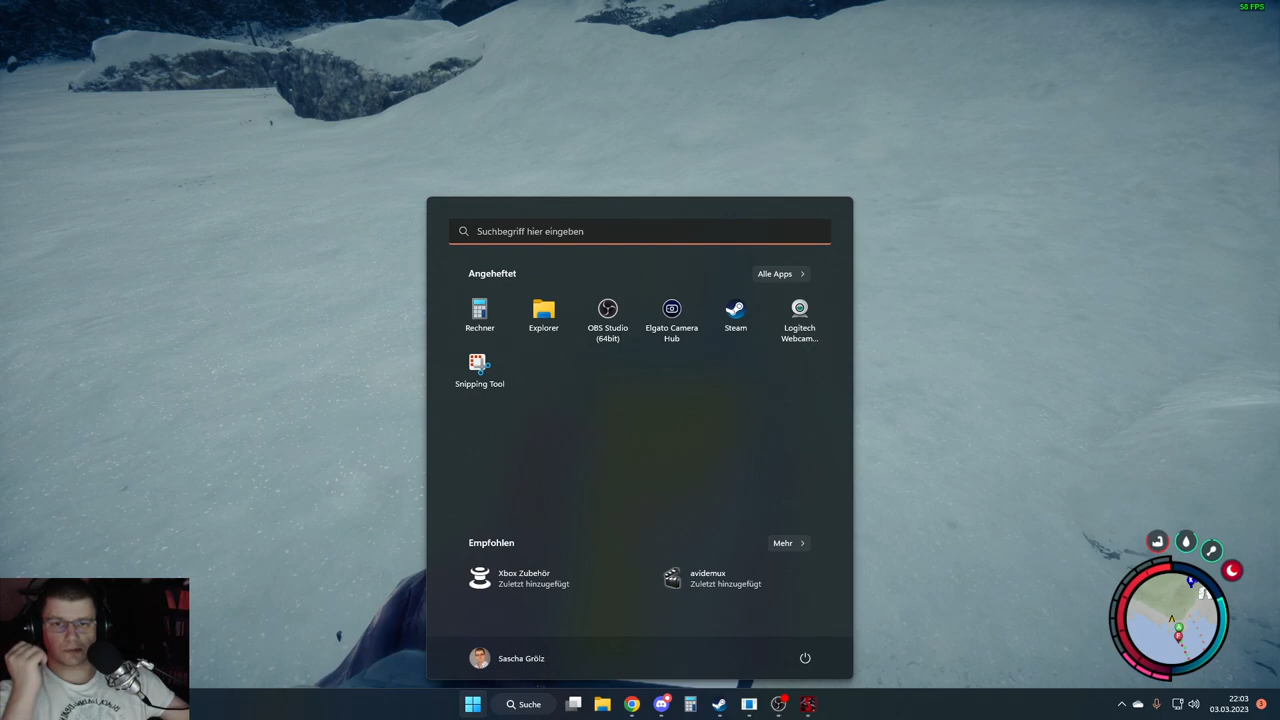 58 FPS
Suchbegriff hier eingeben
Angeheftet
Alle Apps
Rechner
Explorer
OBS Studio
(64bit)
Elgato Camera
Hub
Steam
Logitech
Webcam...
Snipping Tool
Empfohlen
Mehr
Xbox Zubehör
Zuletzt hinzugefügt
avidemux
Zuletzt hinzugefügt
Sascha Grölz
Suche
22:03
03.03.2023
3